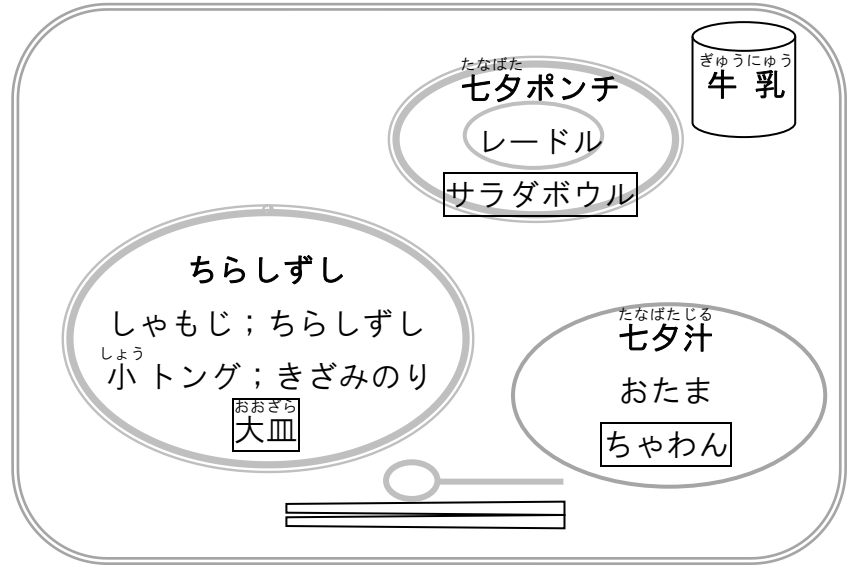 たなばた
七夕ポンチ
レードル
サラダボウル
ぎゅうにゅう
牛 乳
ちらしずし
しゃもじ；ちらしずし
しょう
小 トング；きざみのり
おおざら
大皿
たなばたじる
七夕汁
おたま
ちゃわん